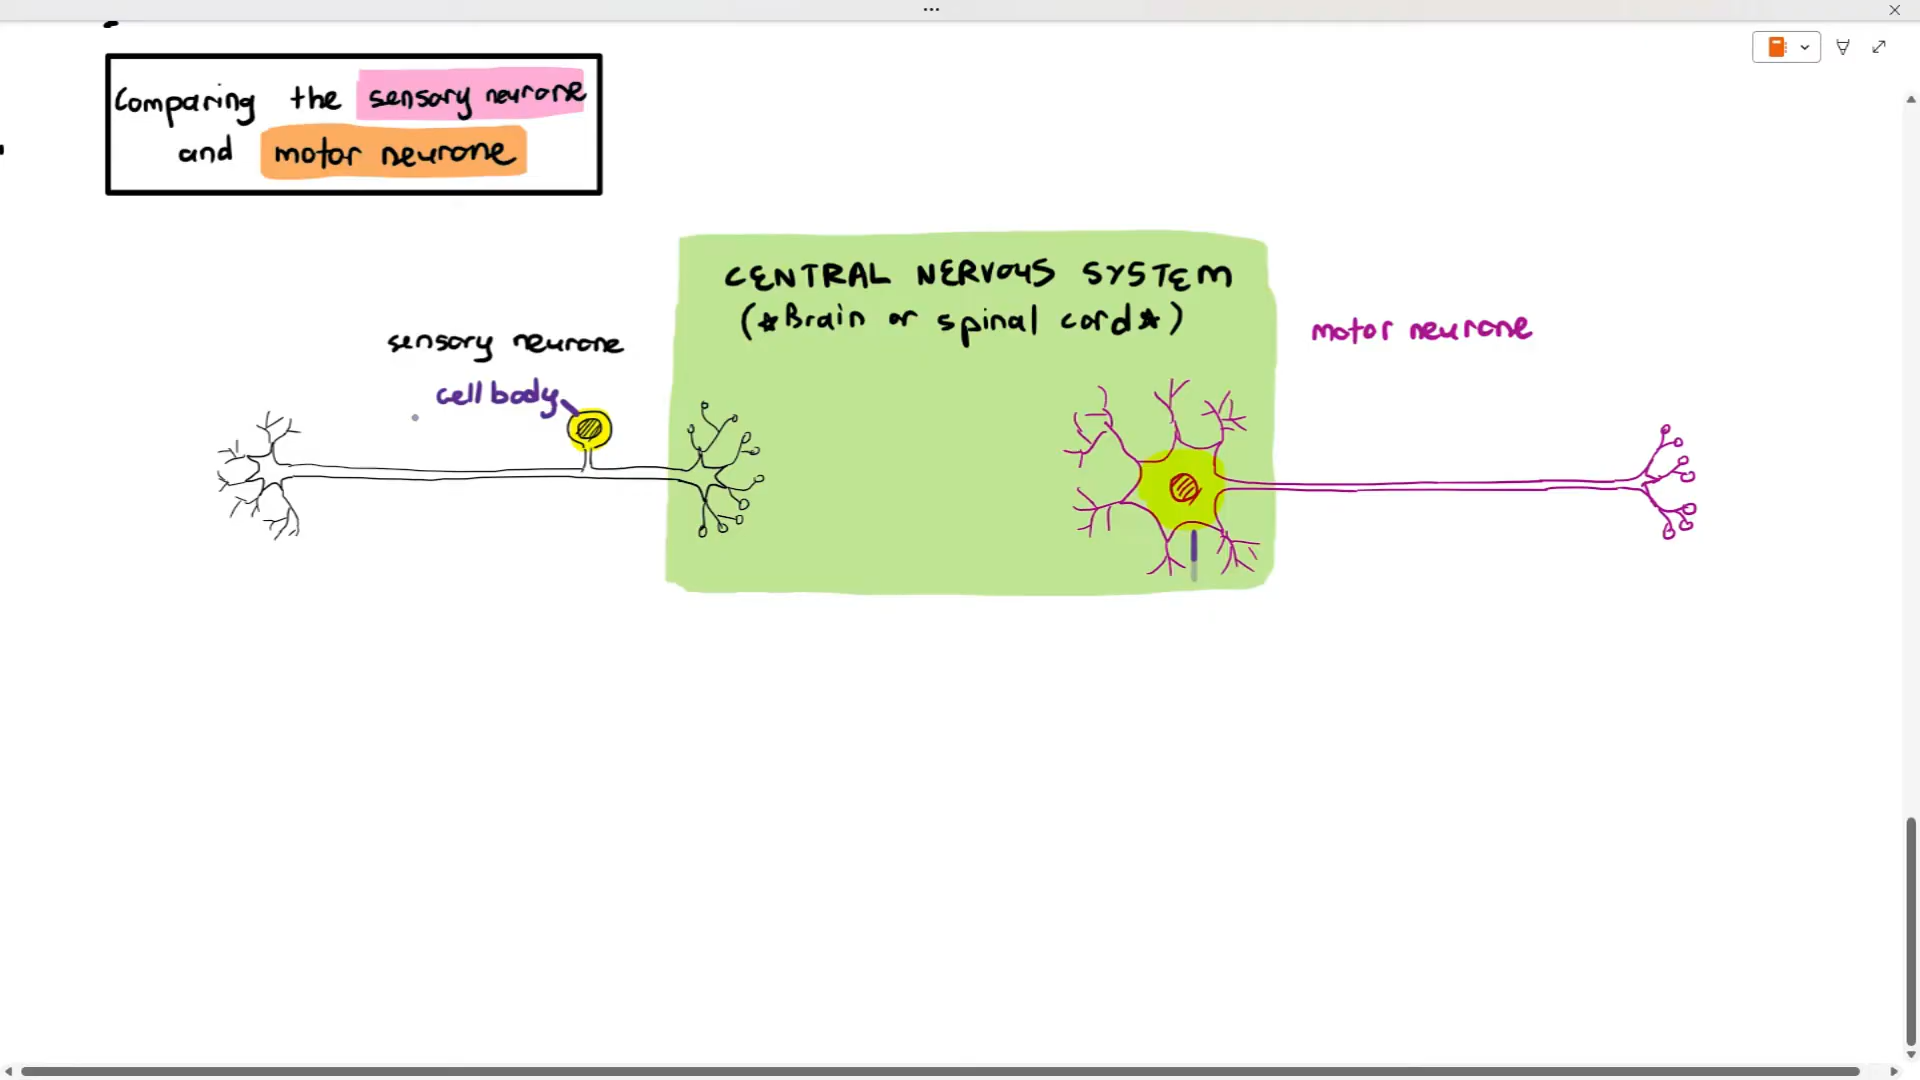 Comparing the sensory neurone
and motor neurone
CENTRAL NERVOUS SYSTEM
(*Brain or spinal cord*)
sensory neurone
motor neurone
cell body